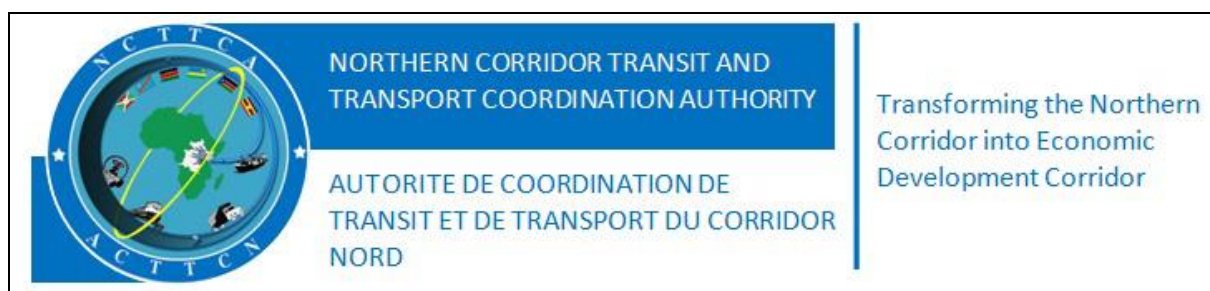 NCTTCA
NORTHERN CORRIDOR TRANSIT AND
TRANSPORT COORDINATION AUTHORITY
AUTORITE DE COORDINATION DE
TRANSIT ET DE TRANSPORT DU CORRIDOR
NORD
ACTTCN
Transforming the Northern
Corridor into Economic
Development Corridor